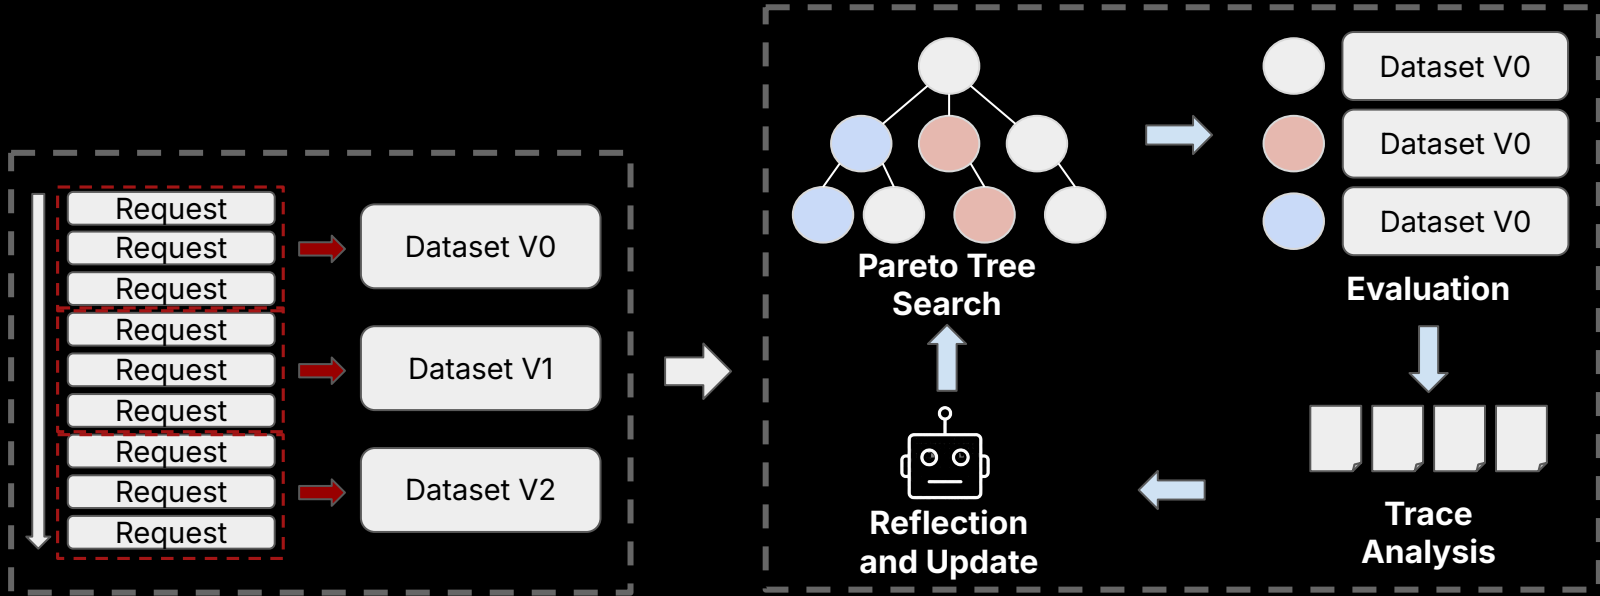 Request
Request
Request
Request
Request
Request
Request
Request
Request
Dataset V0
Dataset V1
Dataset V2
Pareto Tree
Search
Dataset V0
Dataset V0
Dataset V0
Evaluation
Trace
Analysis
Reflection
and Update